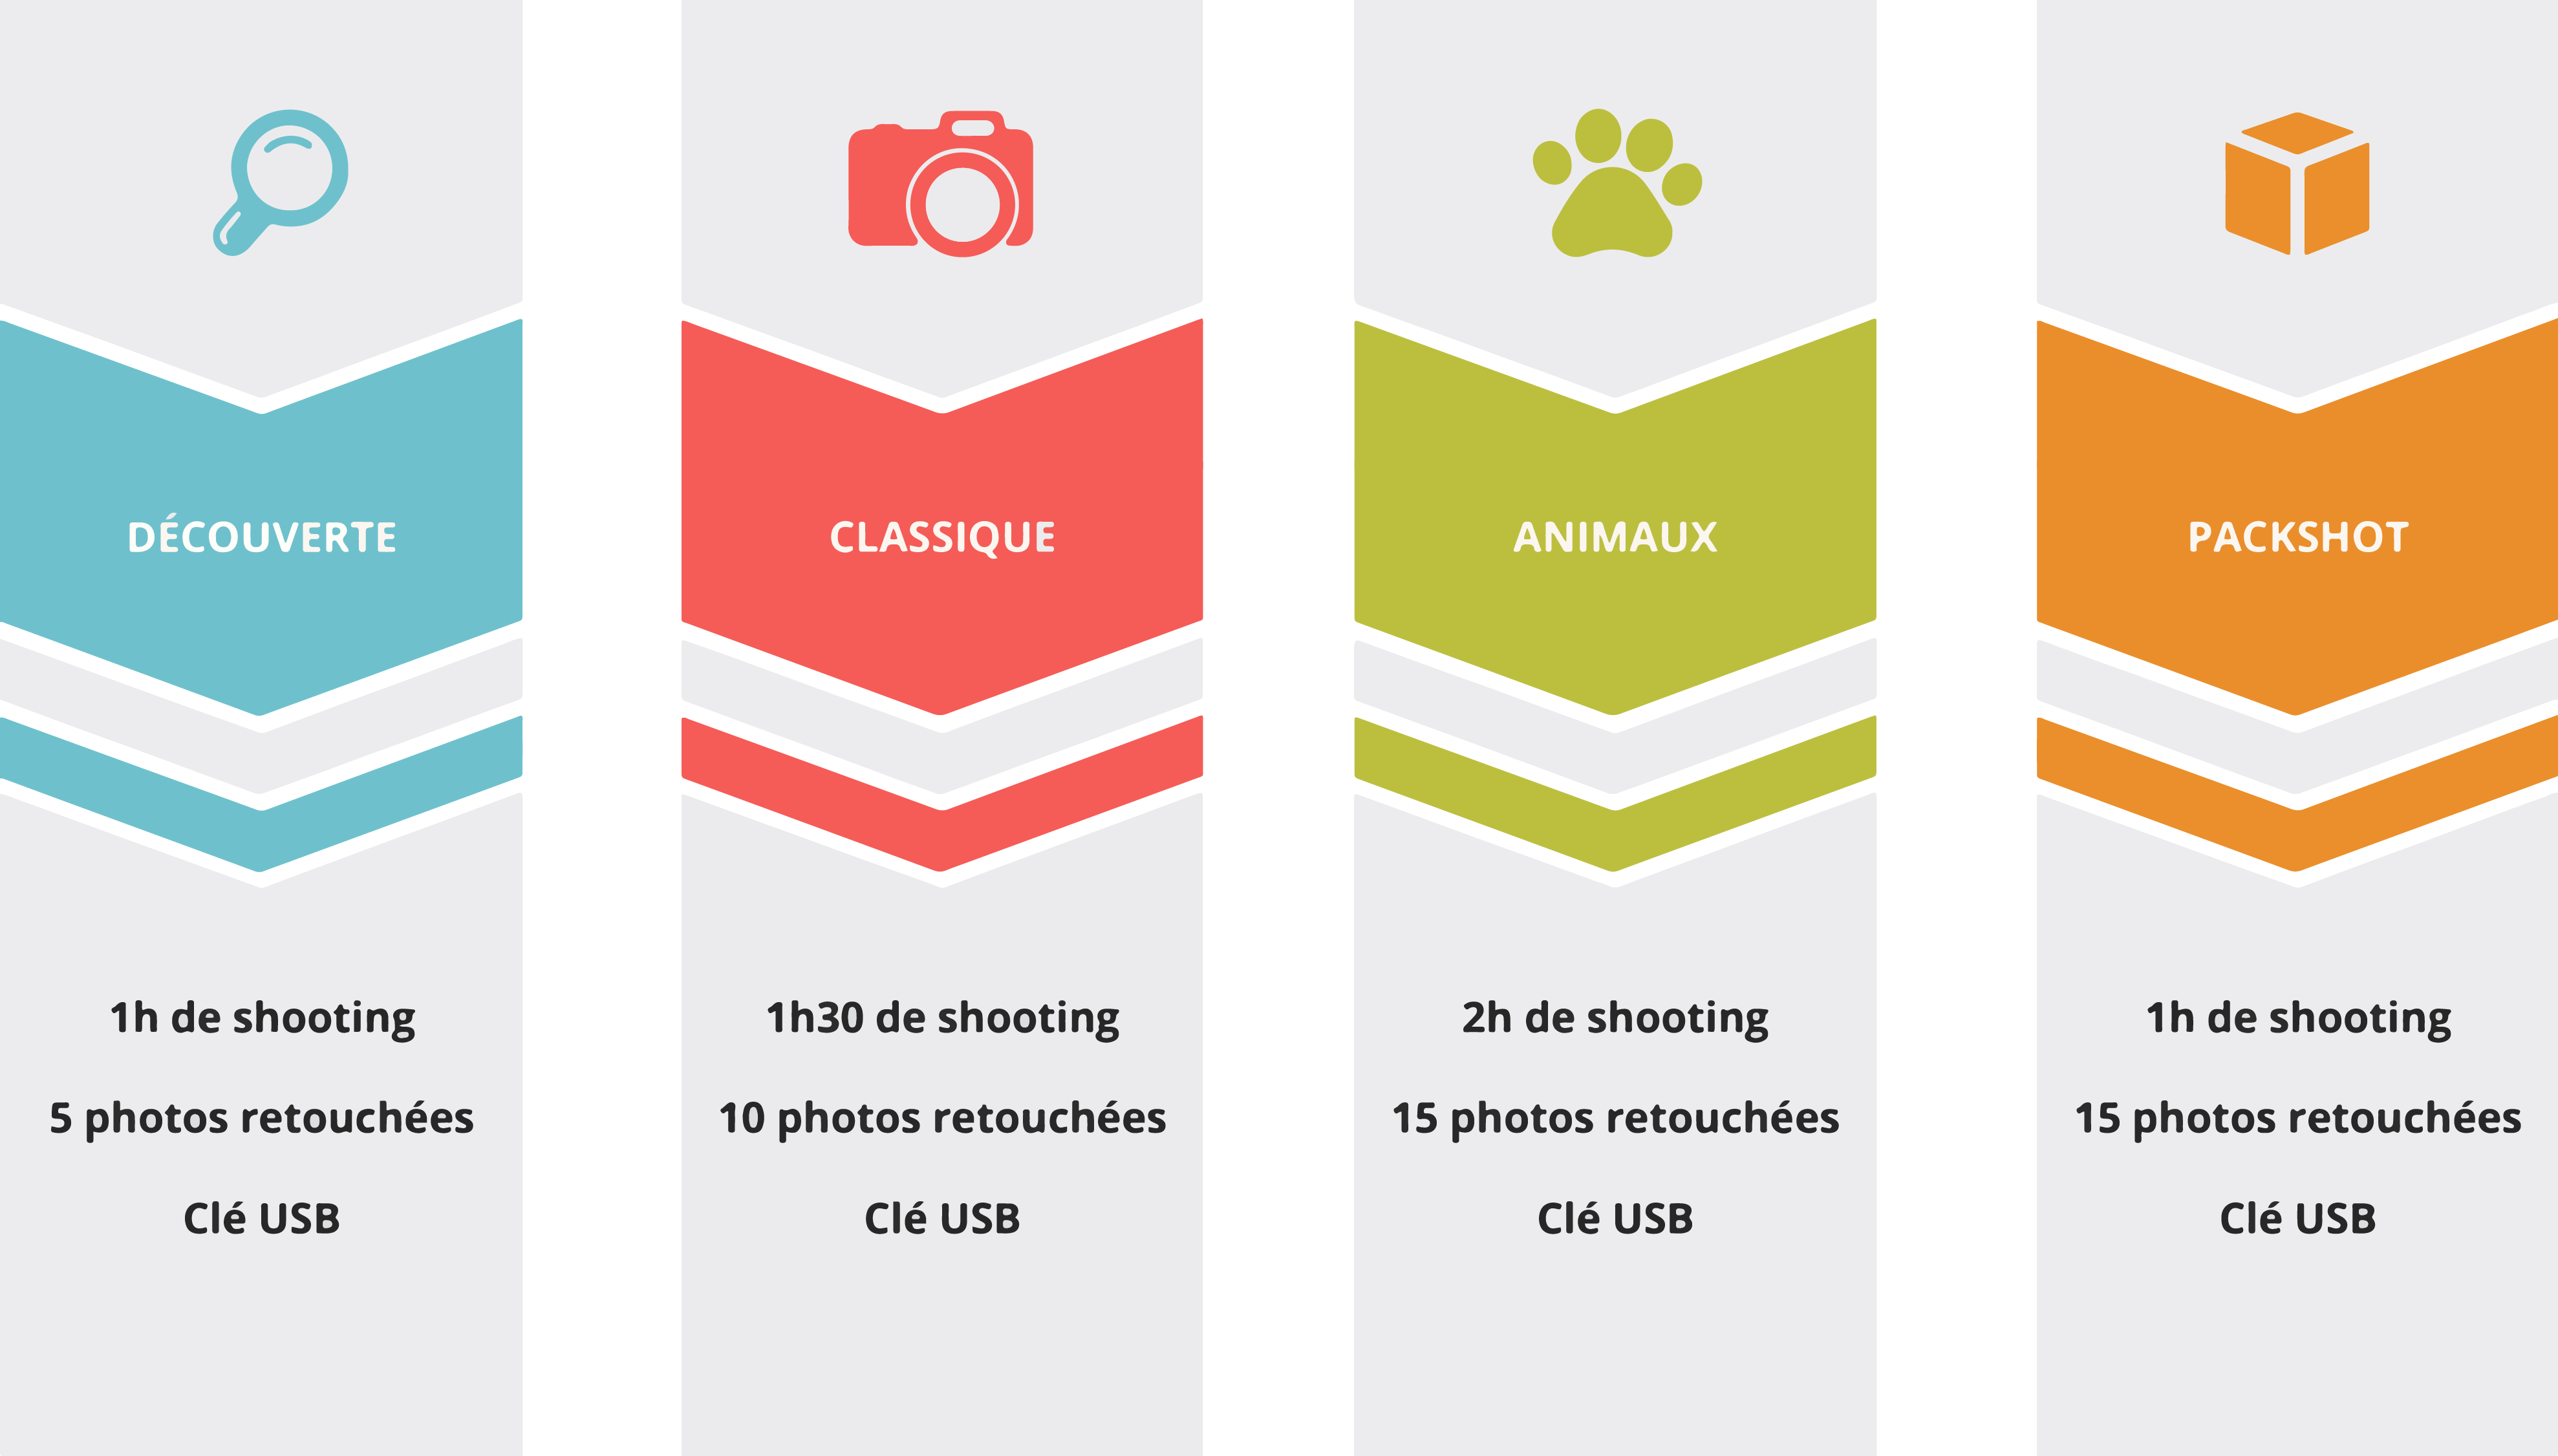 DÉCOUVERTE
1h de shooting
5 photos retouchées
Clé USB
CLASSIQUE
1h30 de shooting
10 photos retouchées
Clé USB
ANIMAUX
2h de shooting
15 photos retouchées
Clé USB
PACKSHOT
1h de shooting
15 photos retouchées
Clé USB